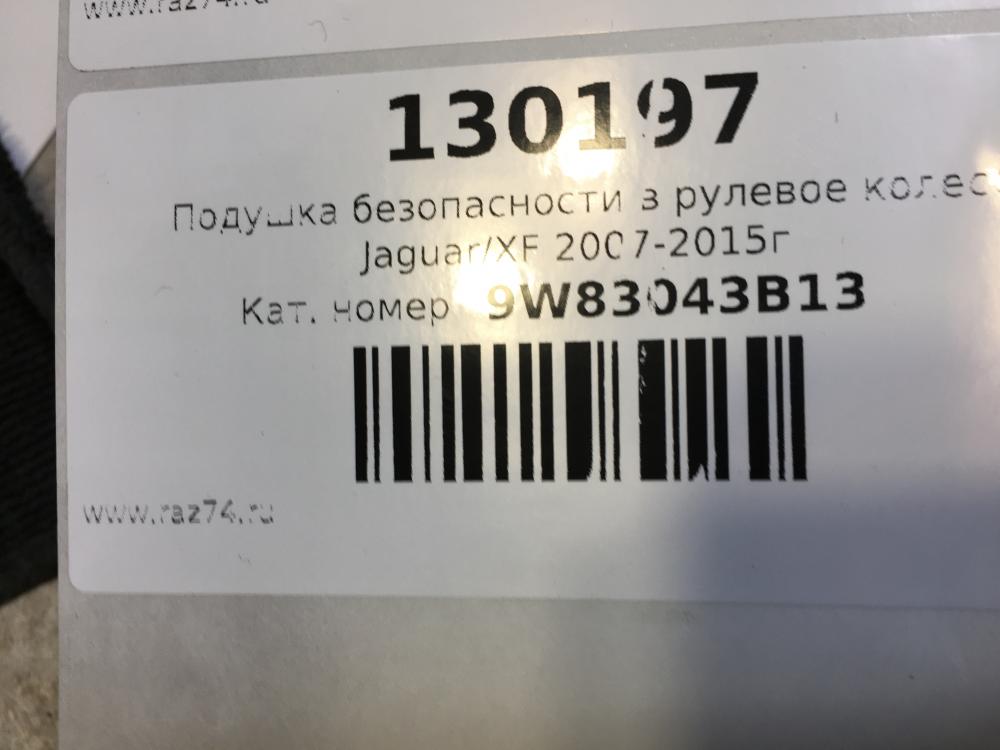 www.raz74.ru
130197
Подушка безопасности в рулевое колес
Jaguar/XF 2007-2015г
Кат. номер 9W83043B13
www.raz74.ru